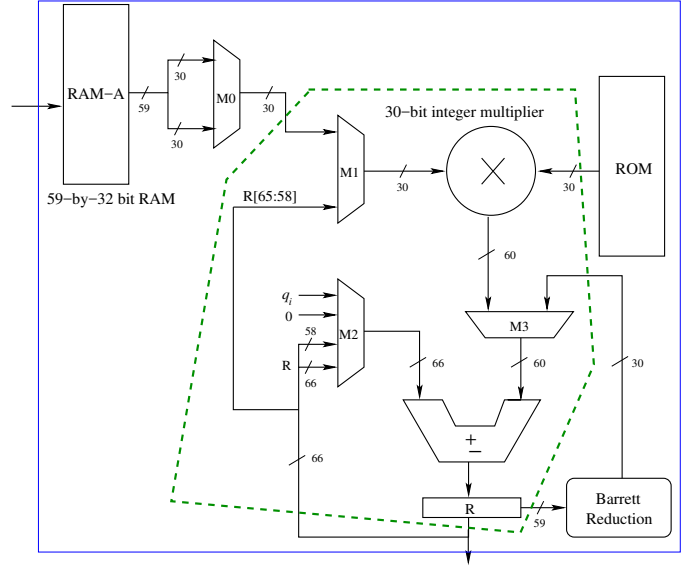 RAM−A
59
30
30
M0
30
59−by−32 bit RAM
30−bit integer multiplier
ROM
M1
30
30
R[65:58]
60
q_i
0
58
M2
R
66
66
M3
60
30
+
−
66
R
59
Barrett
Reduction